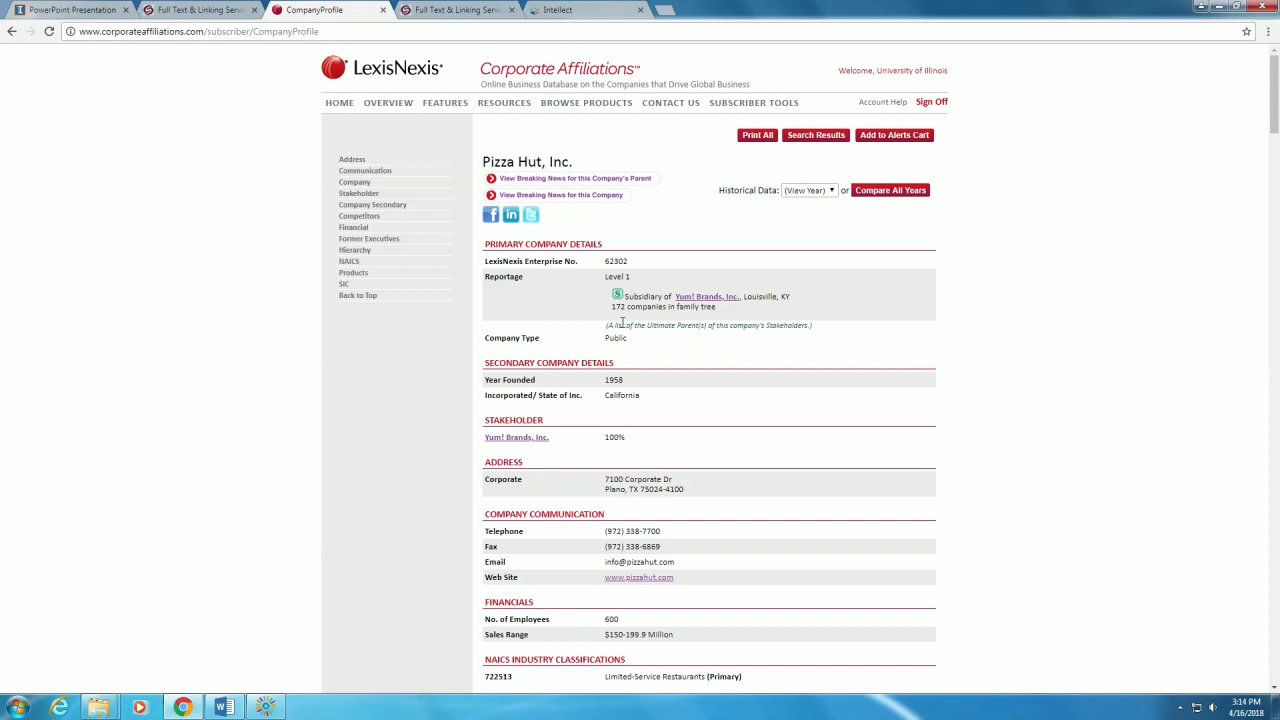 PowerPoint Presentation
Full Text & Linking Servi
CompanyProfile
Full Text & Linking Servi
Intellect
www.corporateaffiliations.com/subscriber/CompanyProfile
LexisNexis®
Corporate Affiliations™
Online Business Database on the Companies that Drive Global Business
Welcome, University of Illinois
HOME OVERVIEW FEATURES RESOURCES BROWSE PRODUCTS CONTACT US SUBSCRIBER TOOLS
Account Help Sign Off
Print All Search Results Add to Alerts Cart
Address
Communication
Company
Stakeholder
Company Secondary
Competitors
Financial
Former Executives
Hierarchy
NAICS
Products
SIC
Back to Top
Pizza Hut, Inc.
View Breaking News for this Company's Parent
View Breaking News for this Company
Historical Data: (View Year) or Compare All Years
PRIMARY COMPANY DETAILS
LexisNexis Enterprise No. 62302
Reportage Level 1
S Subsidiary of Yum! Brands, Inc., Louisville, KY
172 companies in family tree
(A list of the Ultimate Parent(s) of this company's Stakeholders.)
Company Type Public
SECONDARY COMPANY DETAILS
Year Founded 1958
Incorporated/ State of Inc. California
STAKEHOLDER
Yum! Brands, Inc. 100%
ADDRESS
Corporate 7100 Corporate Dr
Plano, TX 75024-4100
COMPANY COMMUNICATION
Telephone (972) 338-7700
Fax (972) 338-6869
Email info@pizzahut.com
Web Site www.pizzahut.com
FINANCIALS
No. of Employees 600
Sales Range $150-199.9 Million
NAICS INDUSTRY CLASSIFICATIONS
722513 Limited-Service Restaurants (Primary)
3:14 PM
4/16/2018